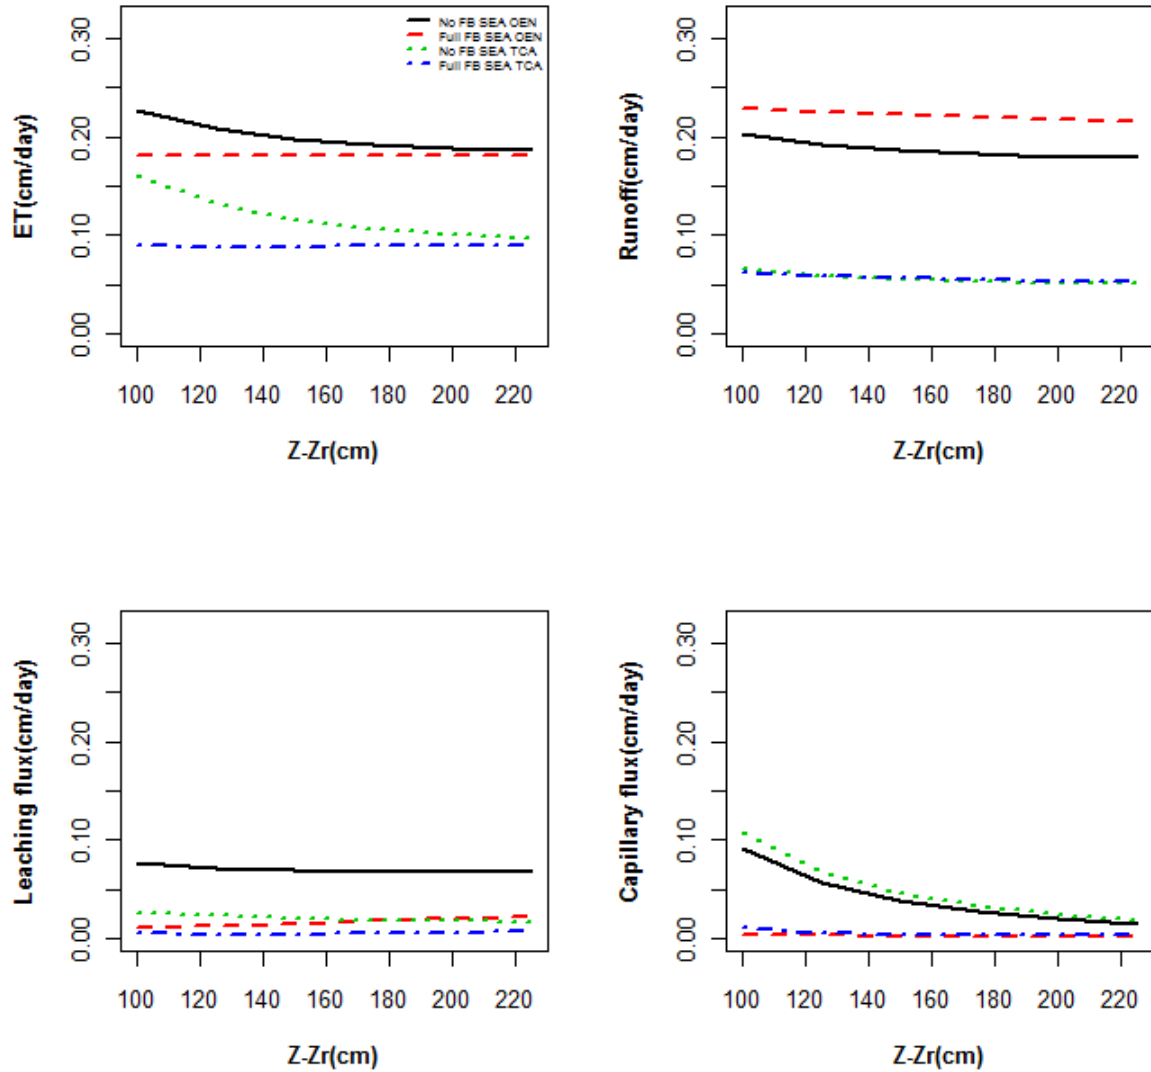 No FB SEA OEN
Full FB SEA OEN
No FB SEA TCA
Full FB SEA TCA
ET(cm/day)
0.00 0.10 0.20 0.30
100 120 140 160 180 200 220
Z-Zr(cm)
Runoff(cm/day)
0.00 0.10 0.20 0.30
100 120 140 160 180 200 220
Z-Zr(cm)
Leaching flux(cm/day)
0.00 0.10 0.20 0.30
100 120 140 160 180 200 220
Z-Zr(cm)
Capillary flux(cm/day)
0.00 0.10 0.20 0.30
100 120 140 160 180 200 220
Z-Zr(cm)